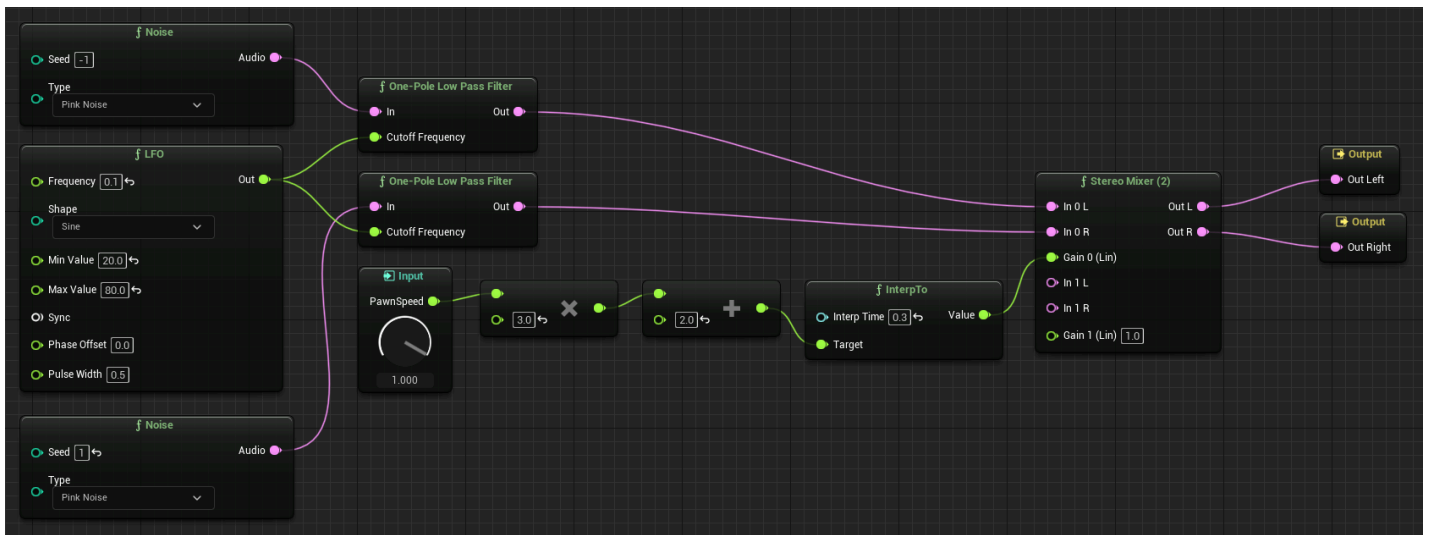 f Noise
Seed -1
Audio
Type
Pink Noise
f LFO
Frequency 0.1
Out
Shape
Sine
Min Value 20.0
Max Value 80.0
Sync
Phase Offset 0.0
Pulse Width 0.5
f Noise
Seed 1
Audio
Type
Pink Noise
f One-Pole Low Pass Filter
In
Out
Cutoff Frequency
f One-Pole Low Pass Filter
In
Out
Cutoff Frequency
Input
PawnSpeed
1.000
3.0
×
2.0
+
f InterpTo
Interp Time 0.3
Value
Target
f Stereo Mixer (2)
In 0 L
Out L
In 0 R
Out R
Gain 0 (Lin)
In 1 L
In 1 R
Gain 1 (Lin) 1.0
Output
Out Left
Output
Out Right